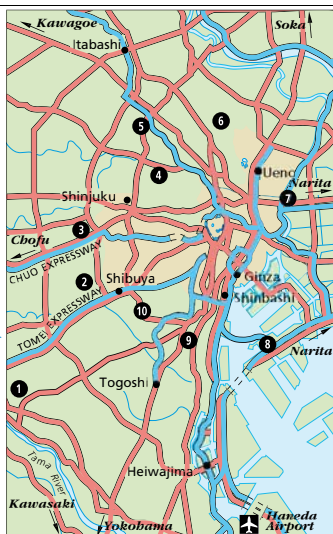 Kawagoe
Soka
Itabashi
5
6
4
Ueno
Narita
7
Shinjuku
3
Chofu
CHUO EXPRESSWAY
2
Shibuya
Ginza
Shinbashi
TOMEI EXPRESSWAY
10
9
8
Narita
1
Togoshi
Tama
River
Heiwajima
Kawasaki
Yokohama
Haneda
Airport